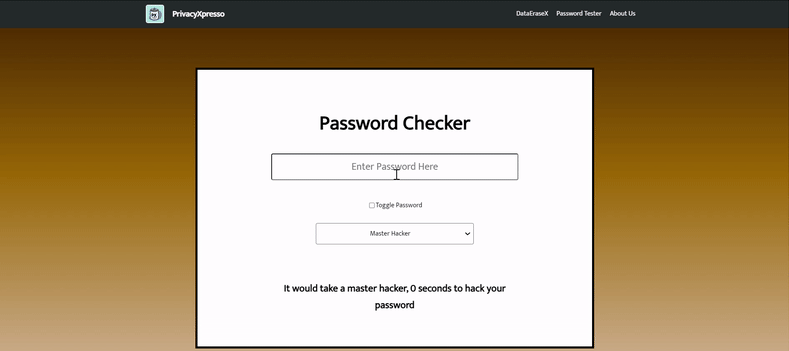 PrivacyXpresso
DataEraseX Password Tester About Us
Password Checker
Enter Password Here
Toggle Password
Master Hacker
It would take a master hacker, 0 seconds to hack your
password